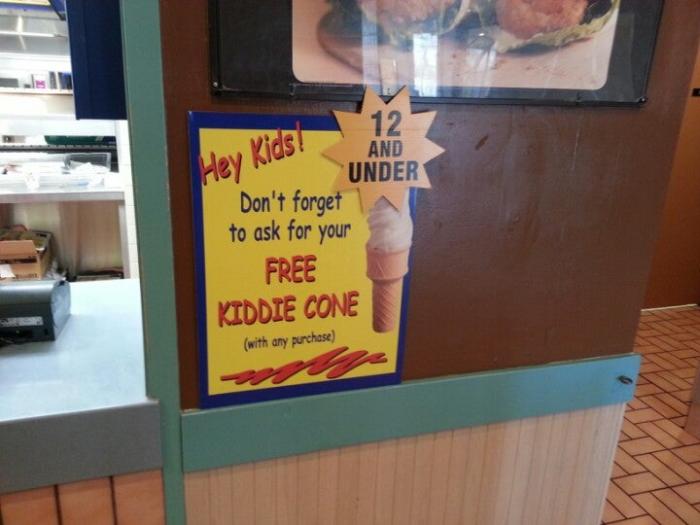 Hey Kids!
12
AND
UNDER
Don't forget
to ask for your
FREE
KIDDIE CONE
(with any purchase)